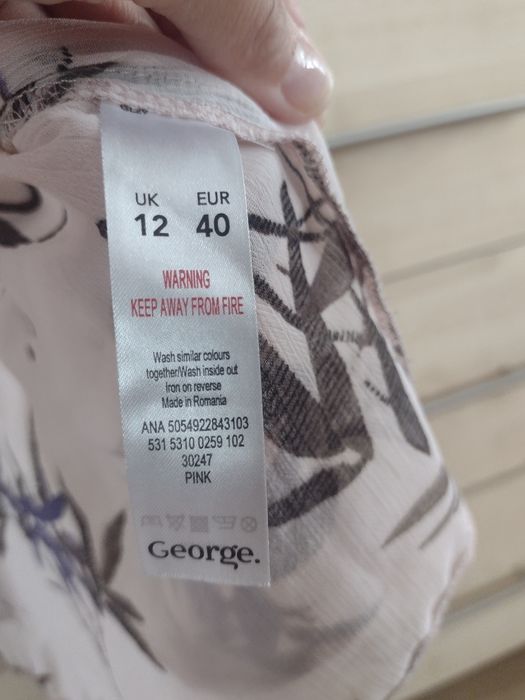 UK EUR
12 40
WARNING
KEEP AWAY FROM FIRE
Wash similar colours
together/Wash inside out
Iron on reverse
Made in Romania
ANA 5054922843103
531 5310 0259 102
30247
PINK
George.